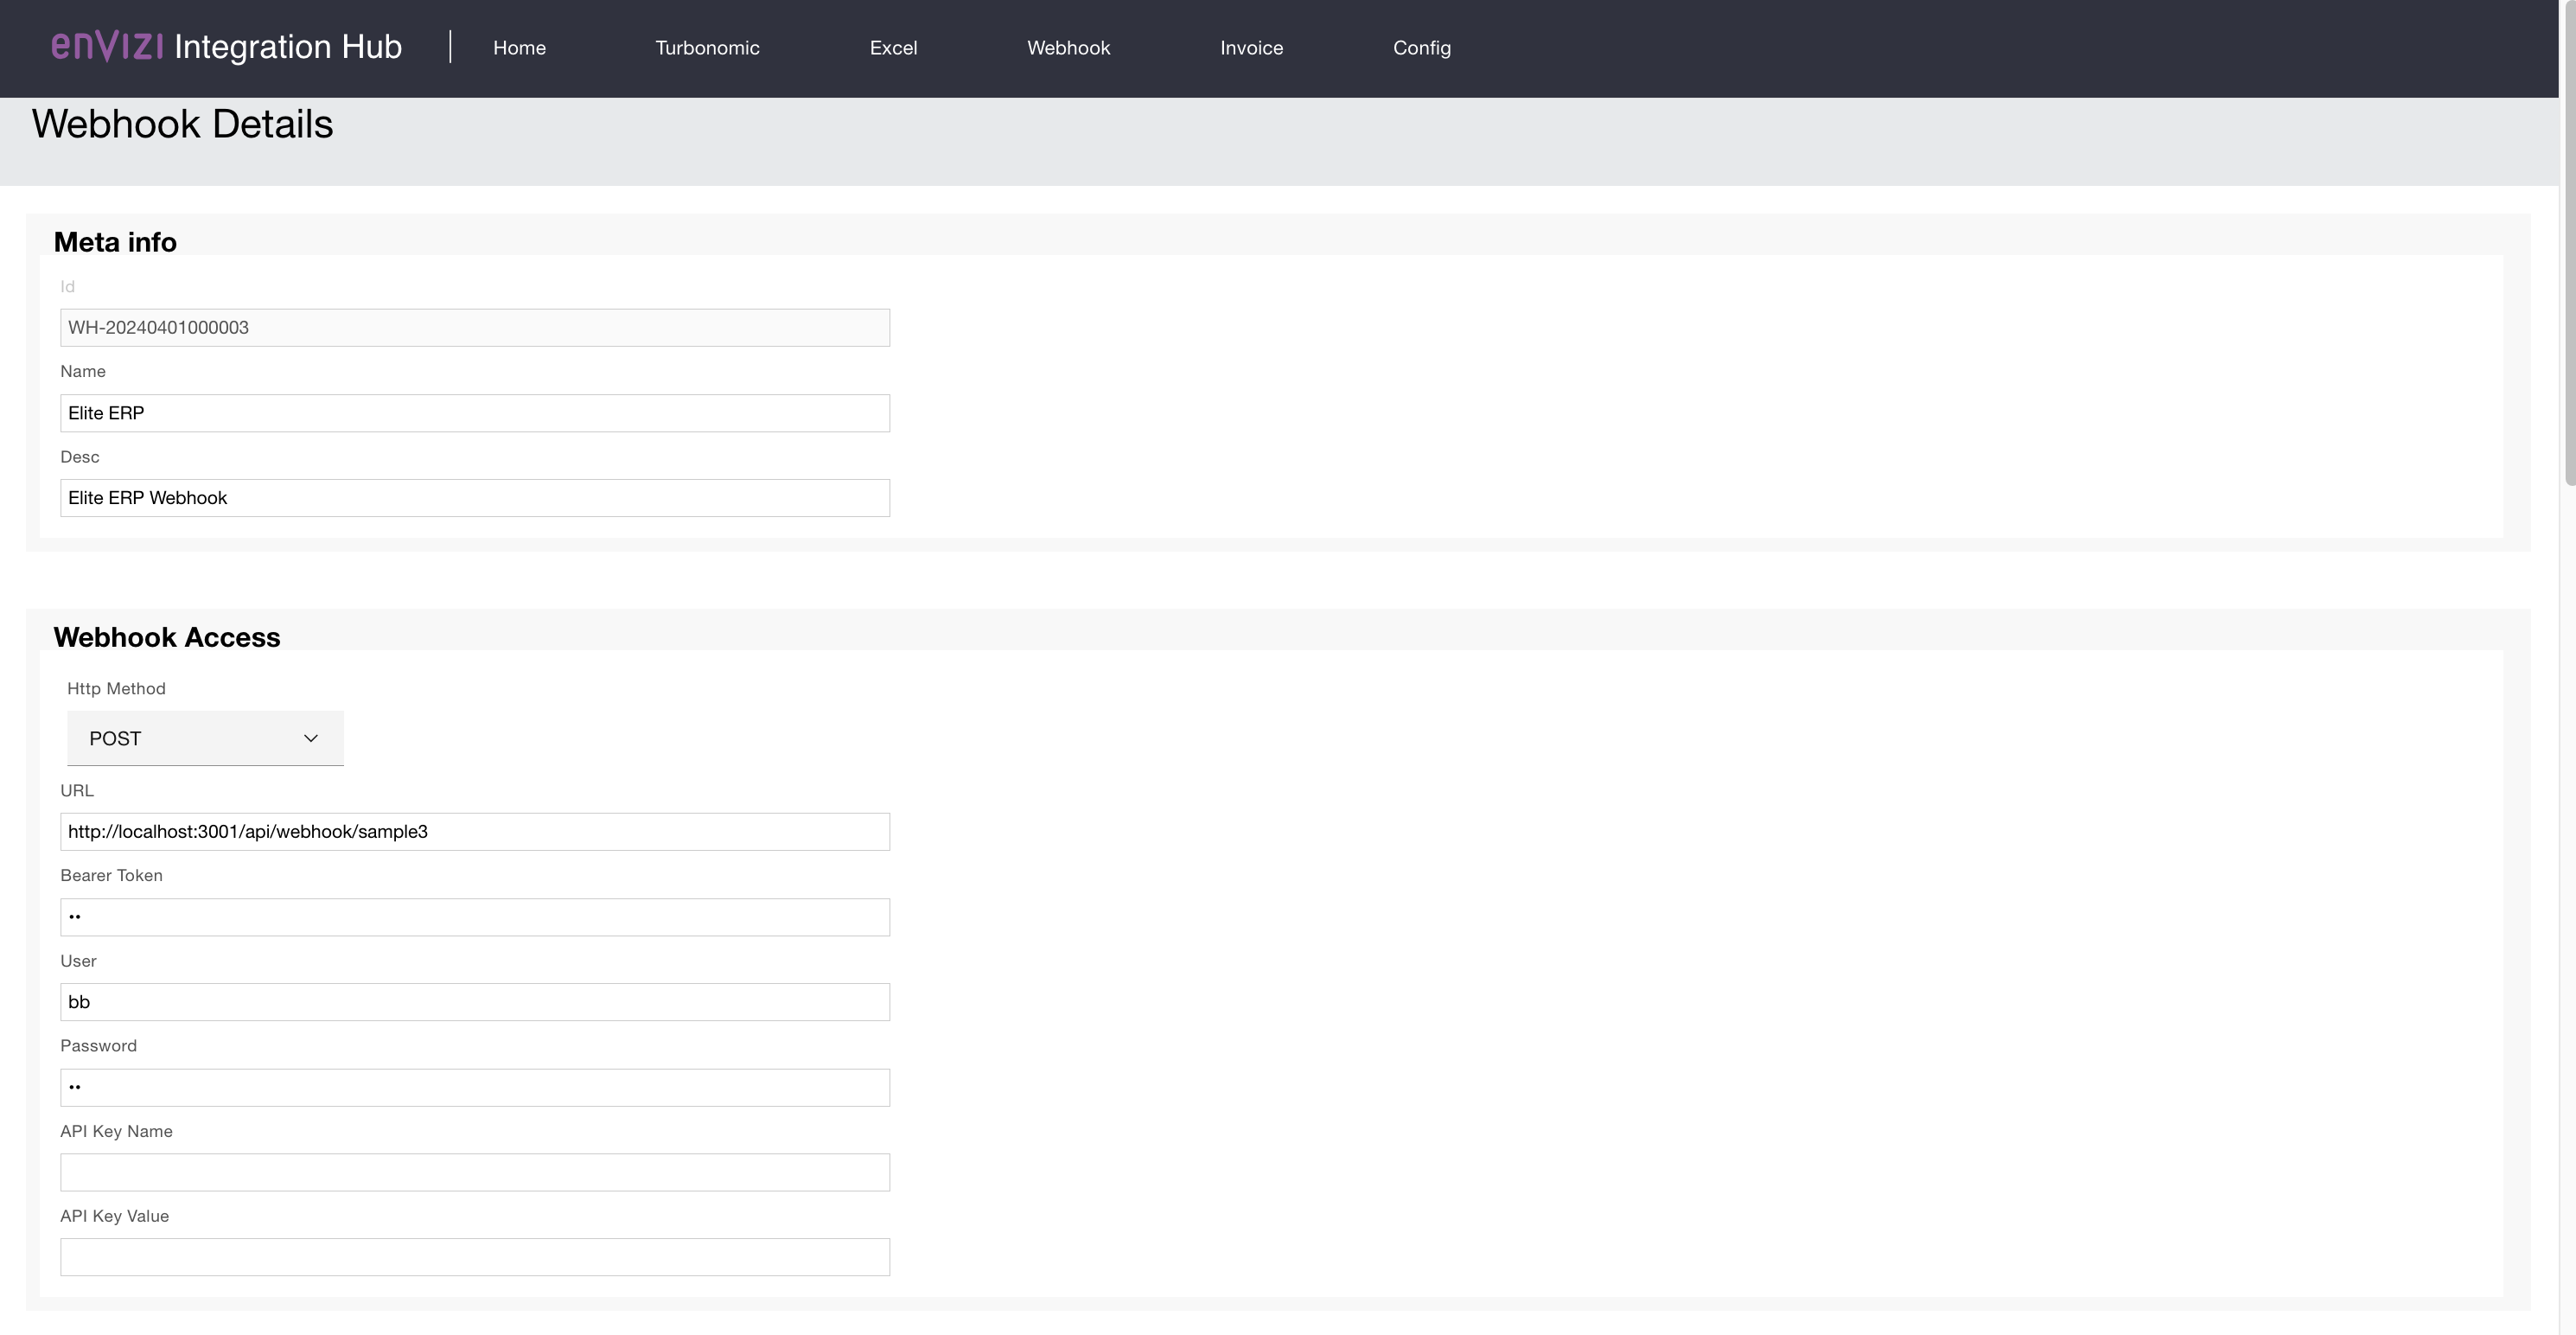 enVIZI Integration Hub Home Turbonomic Excel Webhook Invoice Config
Webhook Details
Meta info
Id
WH-20240401000003
Name
Elite ERP
Desc
Elite ERP Webhook
Webhook Access
Http Method
POST
URL
http://localhost:3001/api/webhook/sample3
Bearer Token
••
User
bb
Password
••
API Key Name
API Key Value